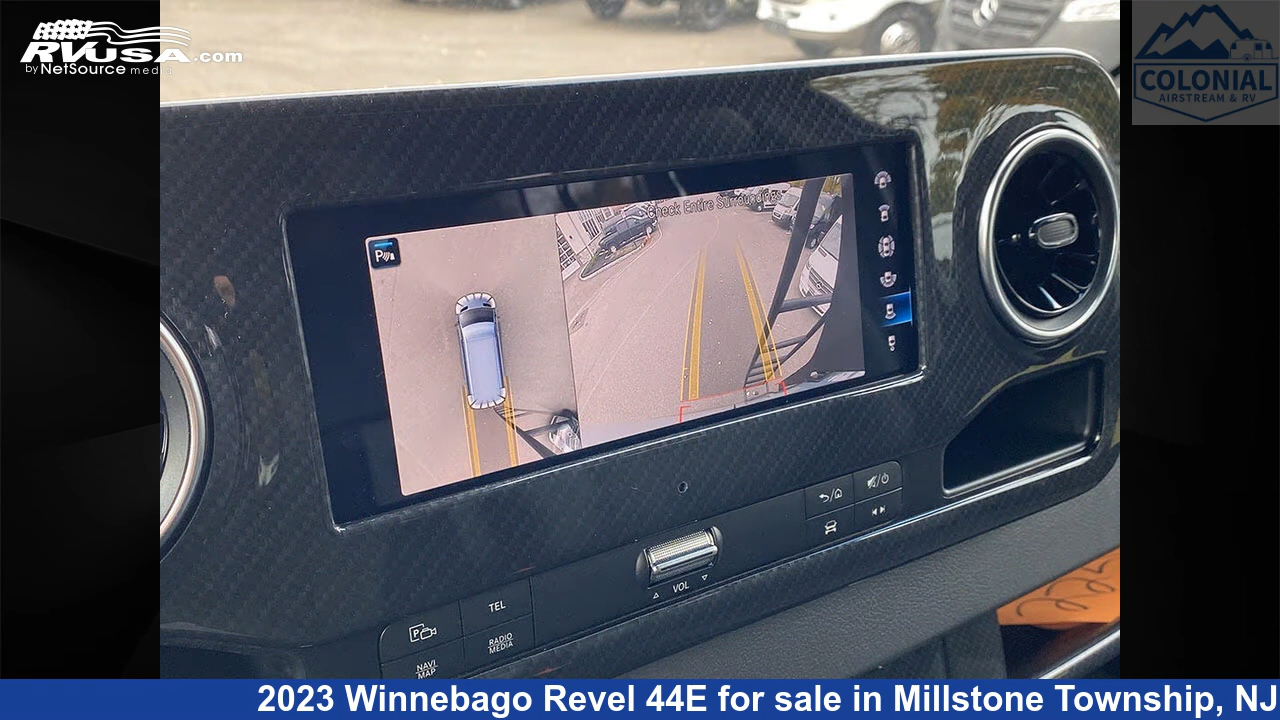 RVUSA.com
by NetSource media
COLONIAL
AIRSTREAM & RV
Check Entire Surroundings
P
VOL
TEL
P
RADIO
MEDIA
NAVI
MAP
2023 Winnebago Revel 44E for sale in Millstone Township, NJ